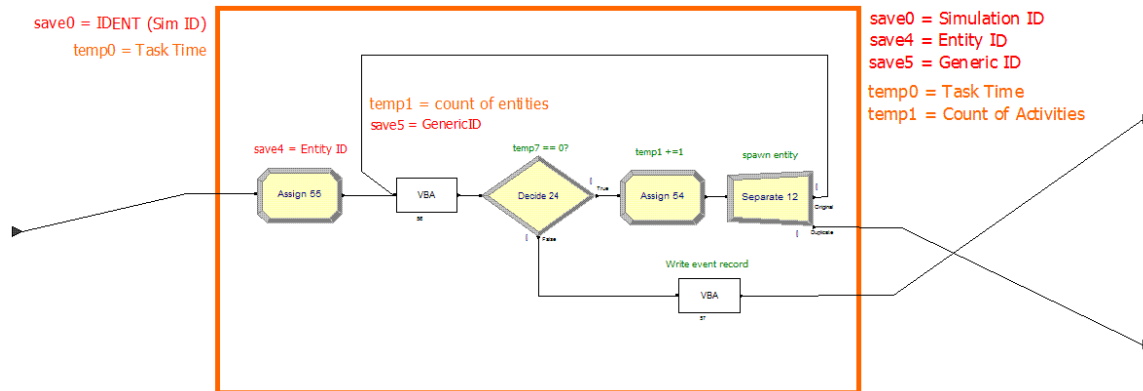 save0 = IDENT (Sim ID)
temp0 = Task Time
save0 = Simulation ID
save4 = Entity ID
save5 = Generic ID
temp0 = Task Time
temp1 = Count of Activities
temp1 = count of entities
save5 = GenericID
save4 = Entity ID
temp7 == 0?
temp1 +=1
spawn entity
Assign 55
VBA
Decide 24
True
Assign 54
Separate 12
Original
Duplicate
False
Write event record
VBA
57